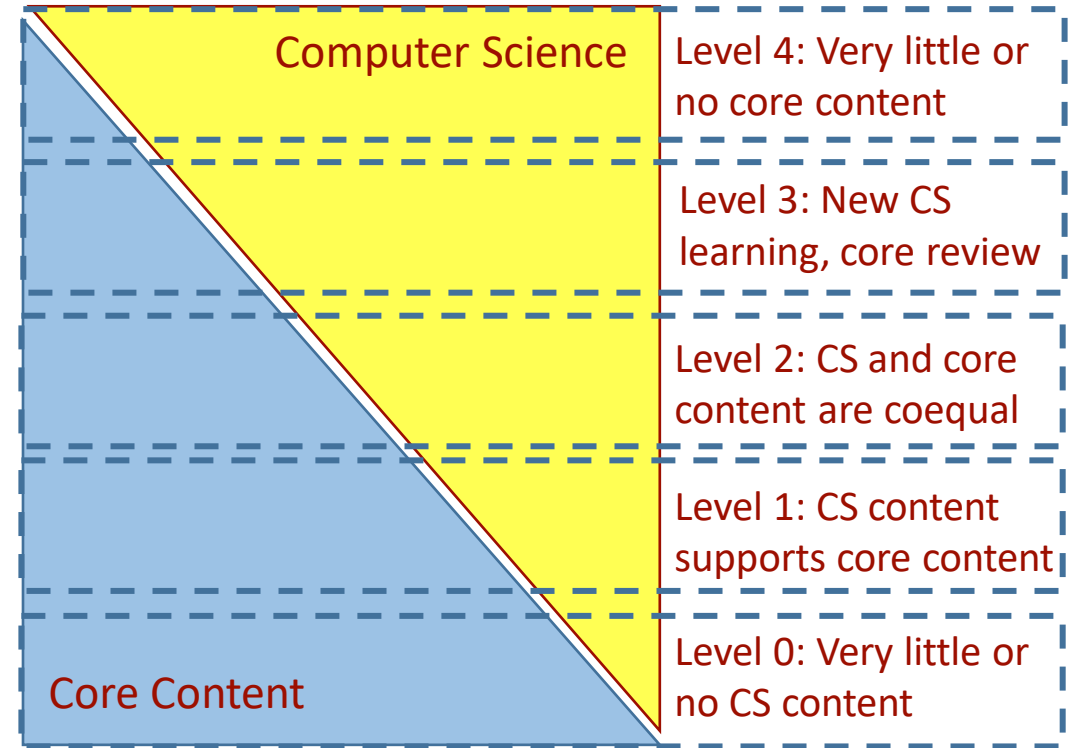 Computer Science
Level 4: Very little or
no core content
Level 3: New CS
learning, core review
Level 2: CS and core
content are coequal
Level 1: CS content
supports core content
Level 0: Very little or
no CS content
Core Content